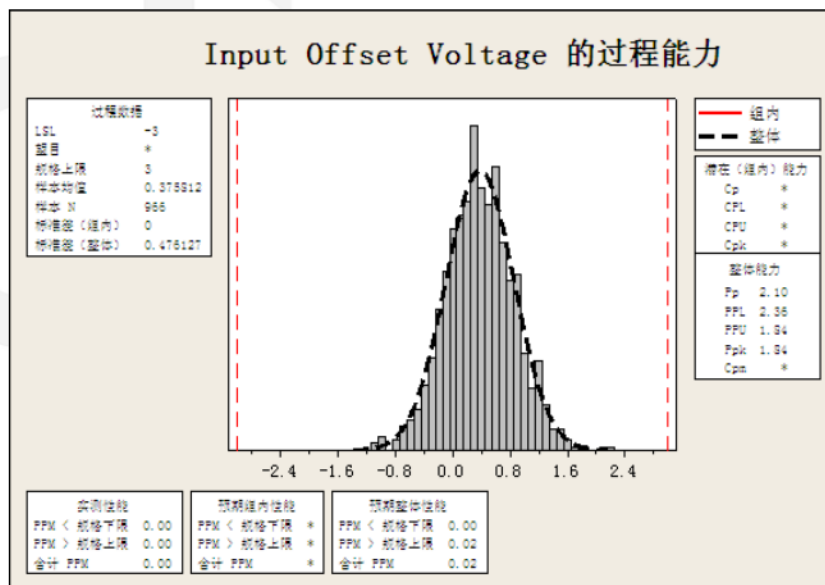 Input Offset Voltage 的过程能力
过程数据
LSL -3
望目 *
规格上限 3
样本均值 0.375812
样本 N 966
标准差（组内） 0
标准差（整体） 0.476127
组内
整体
潜在（组内）能力
Cp *
CPL *
CPU *
Cpk *
整体能力
Pp 2.10
PPL 2.36
PPU 1.84
Ppk 1.84
Cpm *
-2.4 -1.6 -0.8 0.0 0.8 1.6 2.4
实测性能
PPM < 规格下限 0.00
PPM > 规格上限 0.00
合计 PPM 0.00
预期组内性能
PPM < 规格下限 *
PPM > 规格上限 *
合计 PPM *
预期整体性能
PPM < 规格下限 0.00
PPM > 规格上限 0.02
合计 PPM 0.02